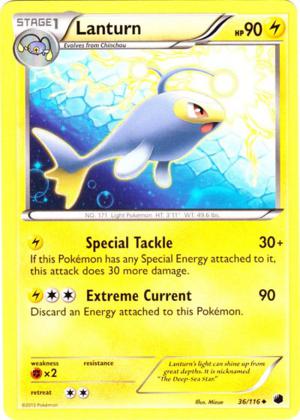 STAGE1 Lanturn HP90
Evolves from Chinchou
NO. 171 Light Pokémon HT: 3'11" WT: 49.6 lbs.
Special Tackle 30+
If this Pokémon has any Special Energy attached to it,
this attack does 30 more damage.
Extreme Current 90
Discard an Energy attached to this Pokémon.
weakness resistance
×2
retreat
Lanturn's light can shine up from
great depths. It is nicknamed
"The Deep-Sea Star."
©2013 Pokémon
Illus. Mizue 36/116